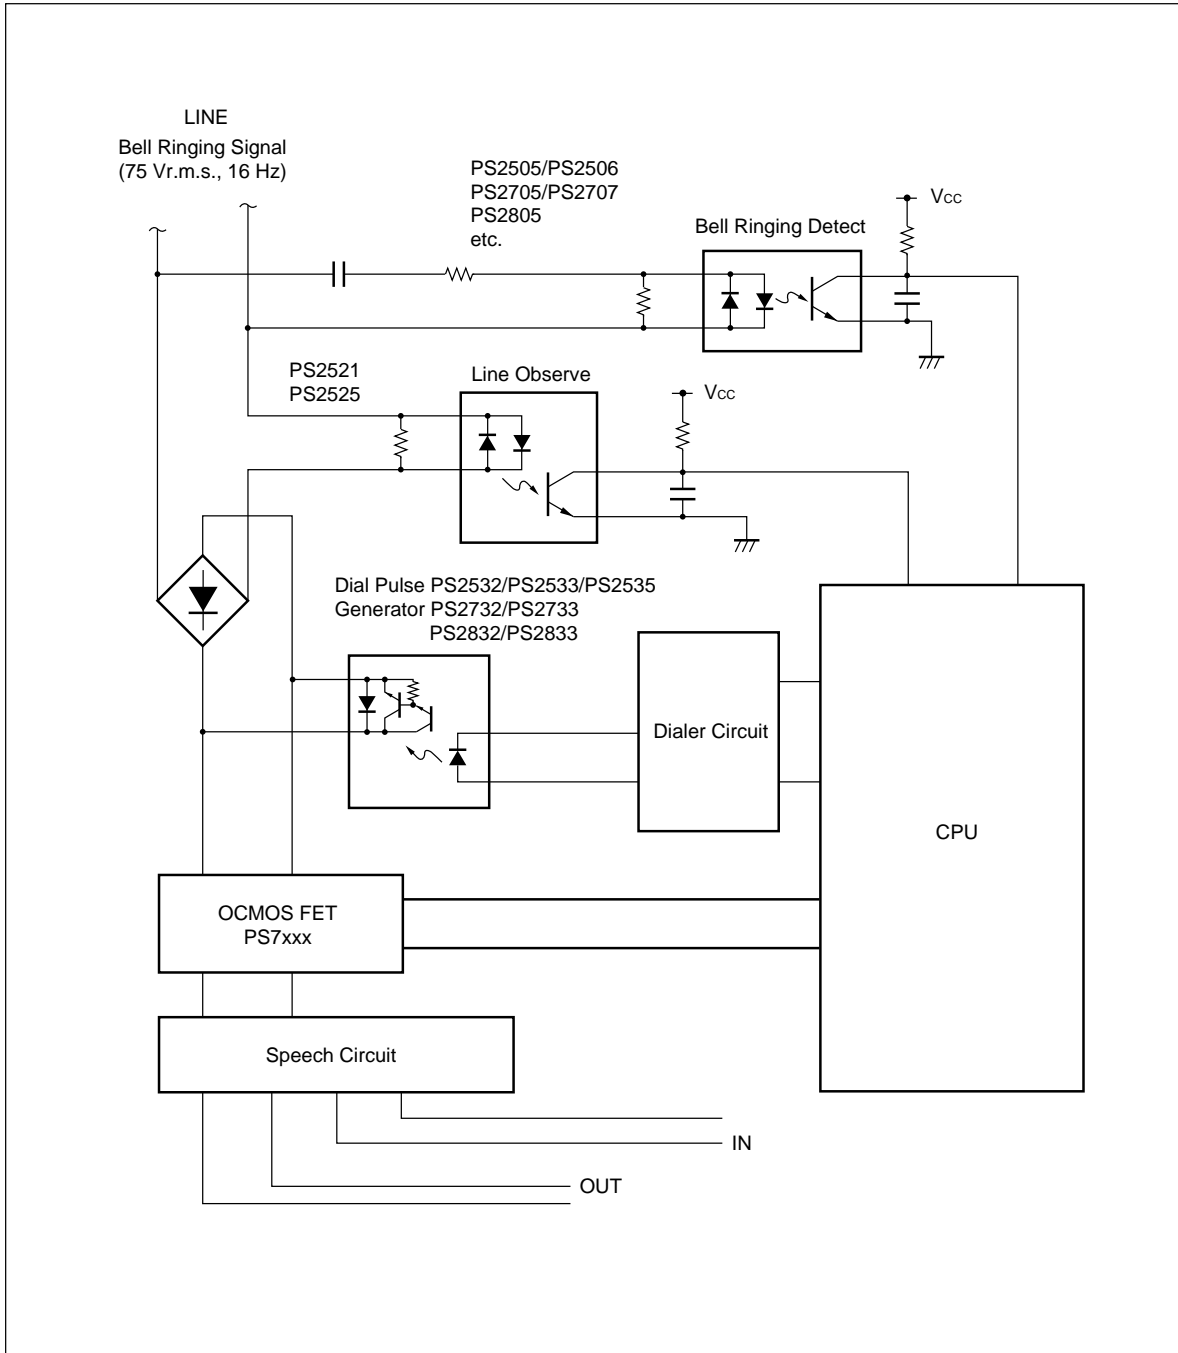 LINE
Bell Ringing Signal
(75 Vr.m.s., 16 Hz)
PS2505/PS2506
PS2705/PS2707
PS2805
etc.
Bell Ringing Detect
VCC
PS2521
PS2525
Line Observe
VCC
Dial Pulse PS2532/PS2533/PS2535
Generator PS2732/PS2733
PS2832/PS2833
Dialer Circuit
CPU
OCMOS FET
PS7xxx
Speech Circuit
IN
OUT